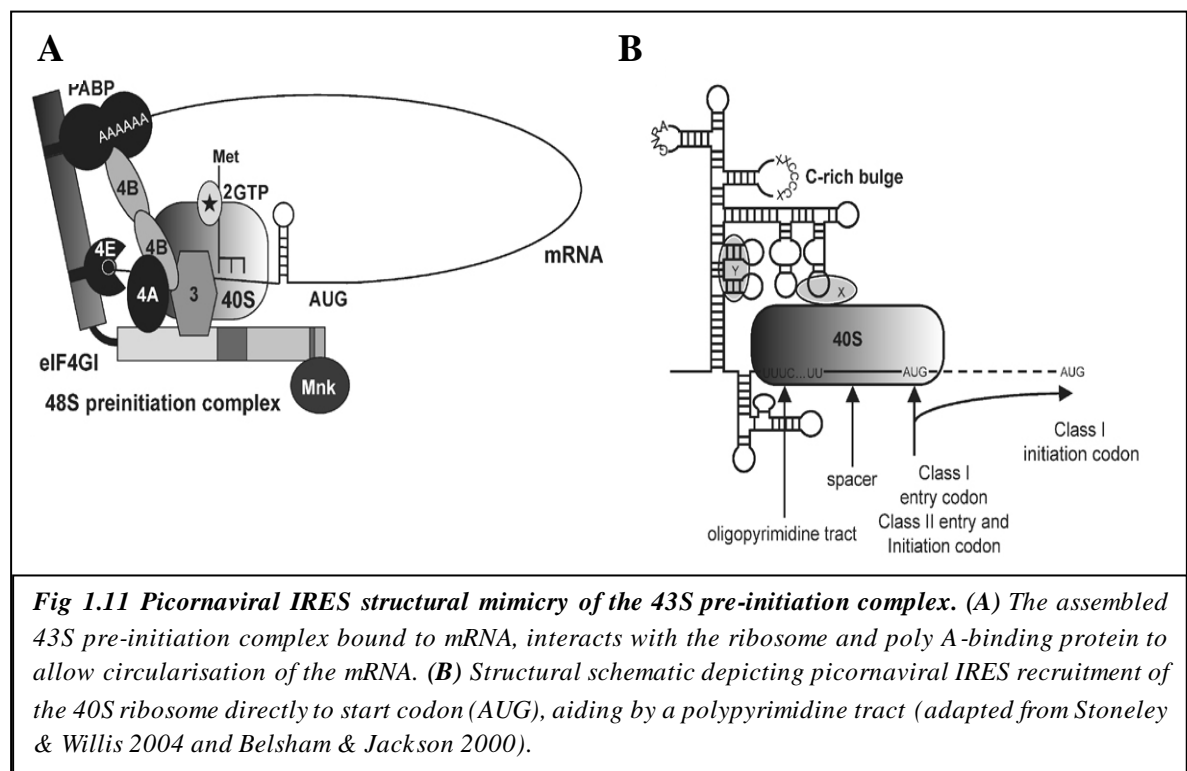 A
B
PABP
AAAAAA
4B
Met
2GTP
4B
4E
4A
3
40S
AUG
mRNA
eIF4GI
Mnk
48S preinitiation complex
GNRA
XXCCCCCX
C-rich bulge
Y
X
40S
UUUC...UU
AUG
AUG
Class I
initiation codon
spacer
Class I
entry codon
Class II entry and
Initiation codon
oligopyrimidine tract
Fig 1.11 Picornaviral IRES structural mimicry of the 43S pre-initiation complex. (A) The assembled
43S pre-initiation complex bound to mRNA, interacts with the ribosome and poly A-binding protein to
allow circularisation of the mRNA. (B) Structural schematic depicting picornaviral IRES recruitment of
the 40S ribosome directly to start codon (AUG), aiding by a polypyrimidine tract (adapted from Stoneley
& Willis 2004 and Belsham & Jackson 2000).